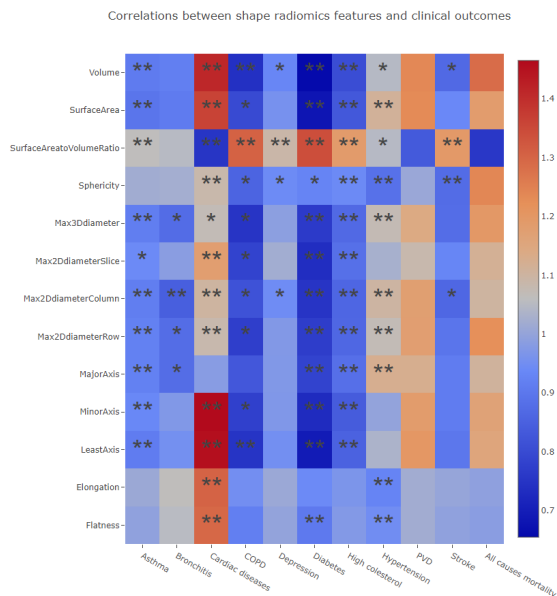 Correlations between shape radiomics features and clinical outcomes
Volume ** ** ** * ** ** * *
SurfaceArea ** ** * ** ** **
SurfaceAreatoVolumeRatio ** ** ** ** ** ** * **
Sphericity ** * * * ** ** **
Max3Ddiameter ** * * * ** ** **
Max2DdiameterSlice * ** * ** **
Max2DdiameterColumn ** ** ** * * ** ** ** *
Max2DdiameterRow ** * ** * ** ** **
MajorAxis ** * ** ** **
MinorAxis ** ** * ** **
LeastAxis ** ** ** ** **
Elongation ** **
Flatness ** ** **
Asthma
Bronchitis
Cardiac diseases
COPD
Depression
Diabetes
High colesterol
Hypertension
PVD
Stroke
All causes mortality
1.4
1.3
1.2
1.1
1
0.9
0.8
0.7